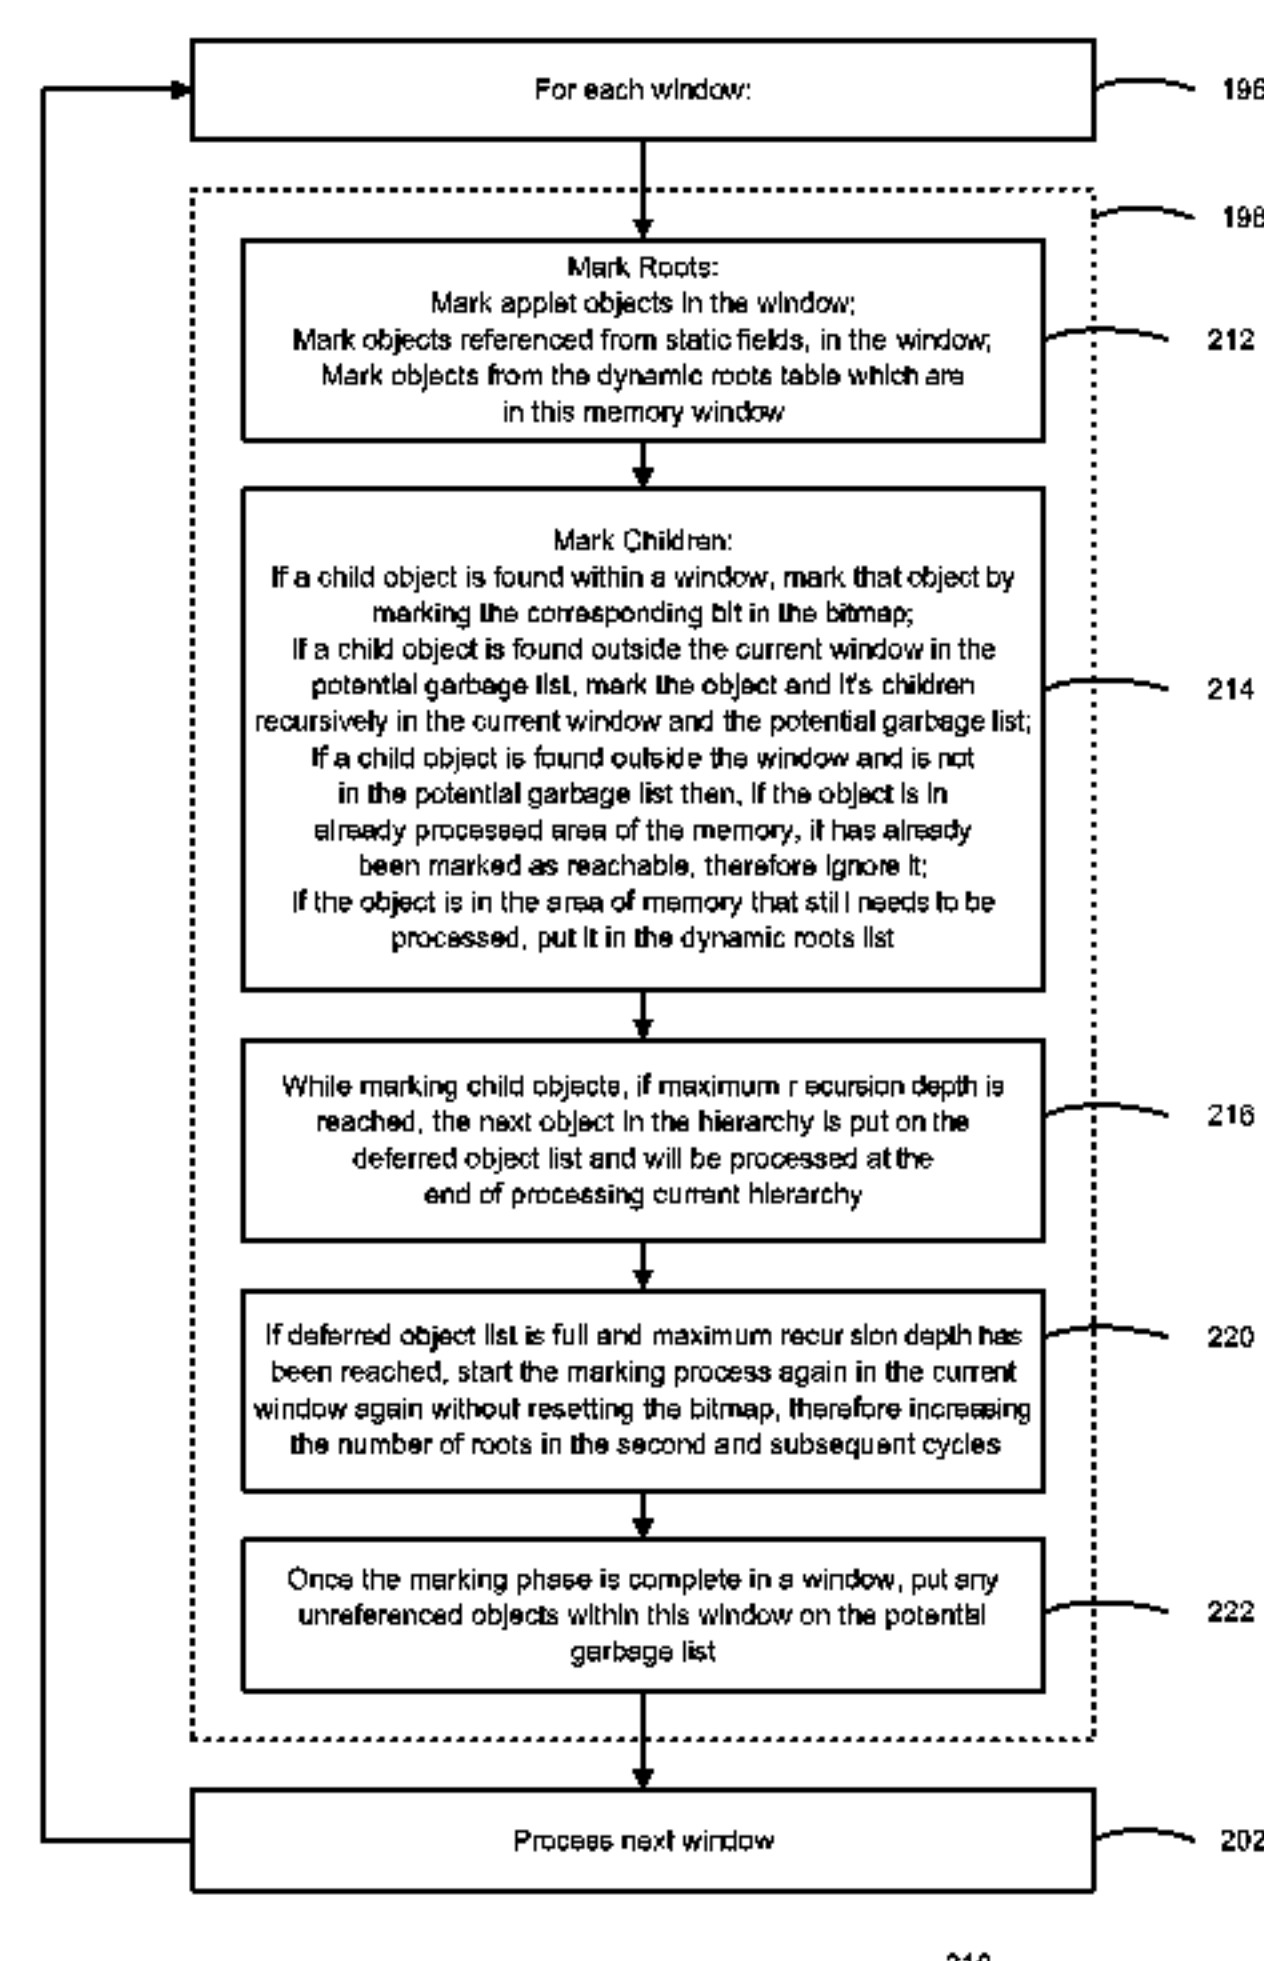 For each window:
196
198
Mark Roots:
Mark applet objects in the window;
Mark objects referenced from static fields, in the window;
212
Mark objects from the dynamic roots table which are
in this memory window
Mark Children:
If a child object is found within a window, mark that object by
marking the corresponding bit in the bitmap;
If a child object is found outside the current window in the
potential garbage list, mark the object and it's children
214
recursively in the current window and the potential garbage list;
If a child object is found outside the window and is not
in the potential garbage list then, if the object is in
already processed area of the memory, it has already
been marked as reachable, therefore ignore it;
If the object is in the area of memory that still needs to be
processed, put it in the dynamic roots list
While marking child objects, if maximum r ecursion depth is
reached, the next object in the hierarchy is put on the
216
deferred object list and will be processed at the
end of processing current hierarchy
If deferred object list is full and maximum recur sion depth has
220
been reached, start the marking process again in the current
window again without resetting the bitmap, therefore increasing
the number of roots in the second and subsequent cycles
Once the marking phase is complete in a window, put any
unreferenced objects within this window on the potential
222
garbage list
Process next window
202